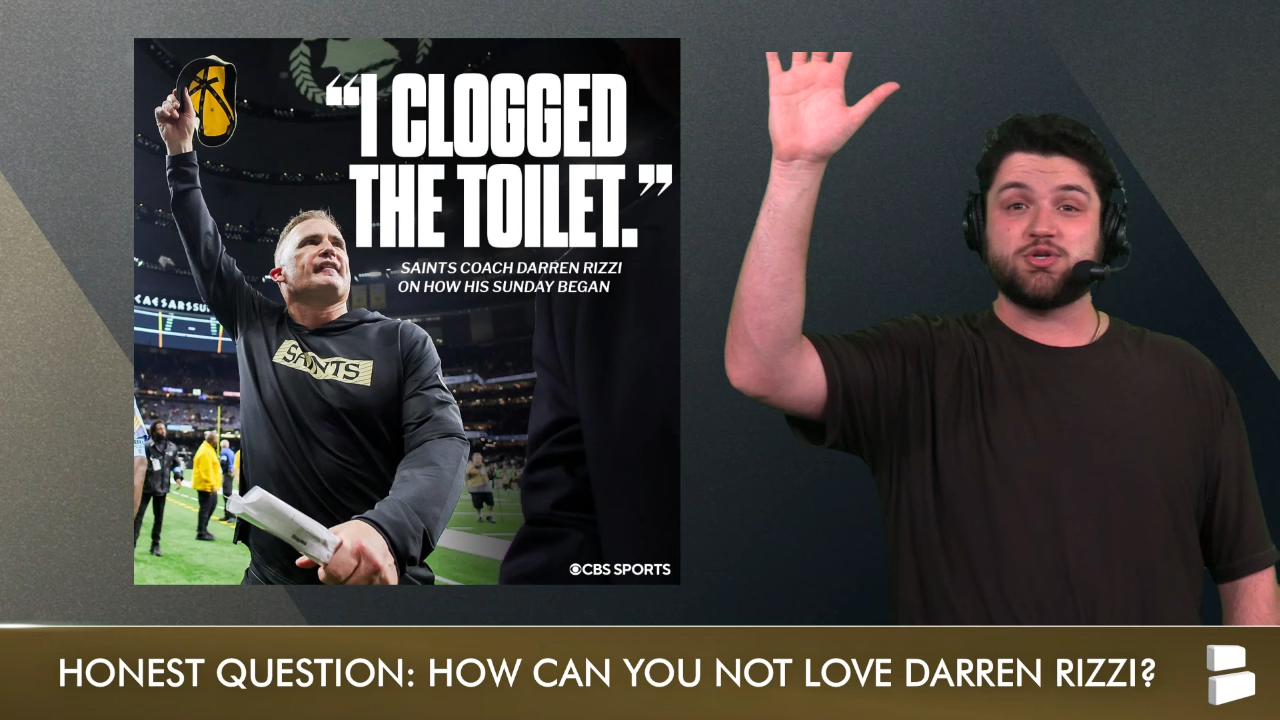 “I CLOGGED
THE TOILET.”
SAINTS COACH DARREN RIZZI
ON HOW HIS SUNDAY BEGAN
CAESARSSU
SAINTS
CBS SPORTS
HONEST QUESTION: HOW CAN YOU NOT LOVE DARREN RIZZI?